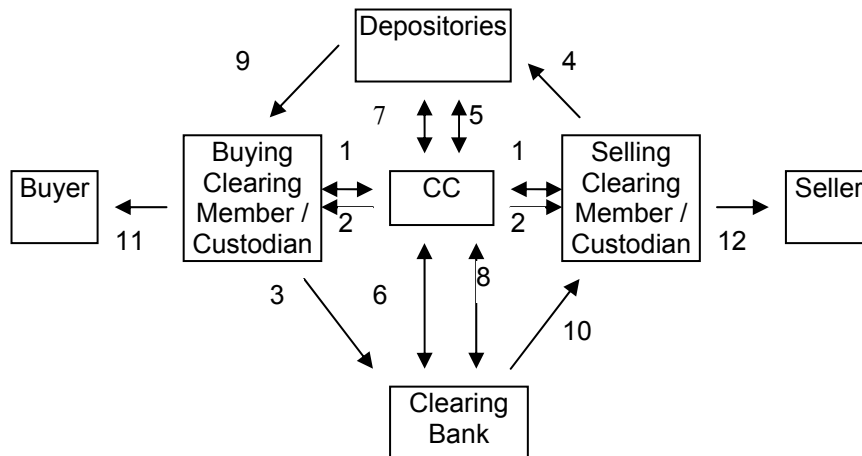 Depositories
9
4
7
5
Buying
Clearing
Member /
Custodian
1
1
Selling
Clearing
Member /
Custodian
Buyer
CC
Seller
2
2
11
12
3
6
8
10
Clearing
Bank